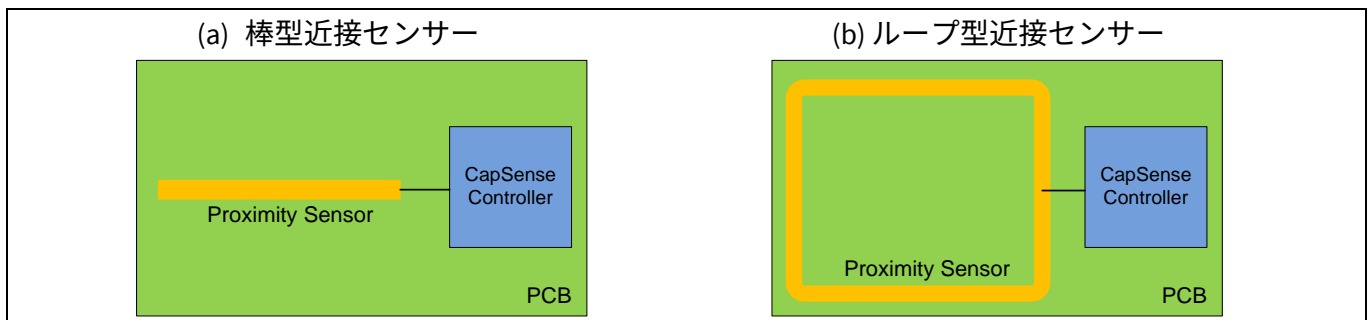 (a) 棒型近接センサー
CapSense
Controller
Proximity Sensor
PCB
(b) ループ型近接センサー
CapSense
Controller
Proximity Sensor
PCB